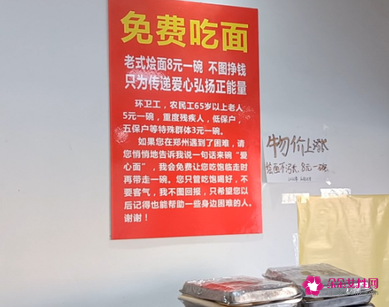 免费吃面
老式烩面8元一碗 不图挣钱
只为传递爱心弘扬正能量
环卫工，农民工65岁以上老人
5元一碗，重度残疾人，低保户，
五保户等特殊群体3元一碗。
如果您在郑州遇到了困难，请
您悄悄地告诉我说一句话来碗“爱
心面”，我会免费让您吃饱临走时
再带走一碗。您只管吃饱喝好，不
要客气，我不图回报，只希望您以
后记得也能帮助一些身边困难的人。
谢谢！
物价上涨
烩面不涨 8元一碗